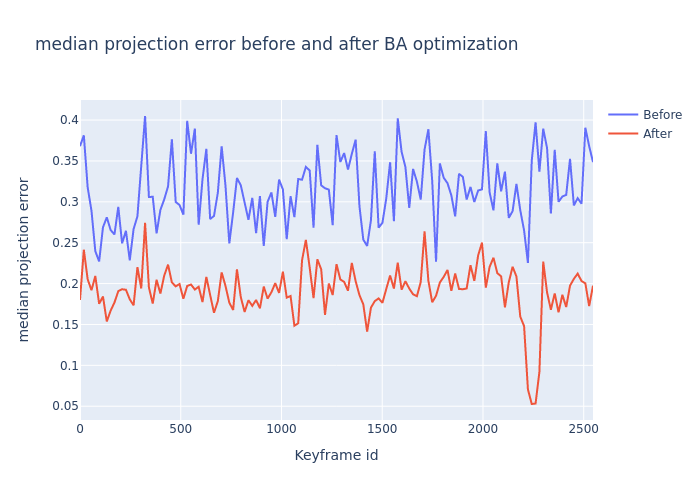 median projection error before and after BA optimization
Before
After
0.4
0.35
0.3
0.25
0.2
0.15
0.1
0.05
median projection error
0 500 1000 1500 2000 2500
Keyframe id